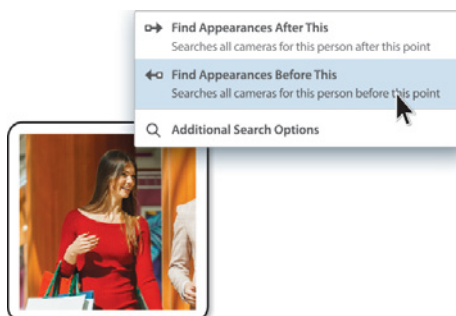 Find Appearances After This
Searches all cameras for this person after this point
Find Appearances Before This
Searches all cameras for this person before this point
Additional Search Options